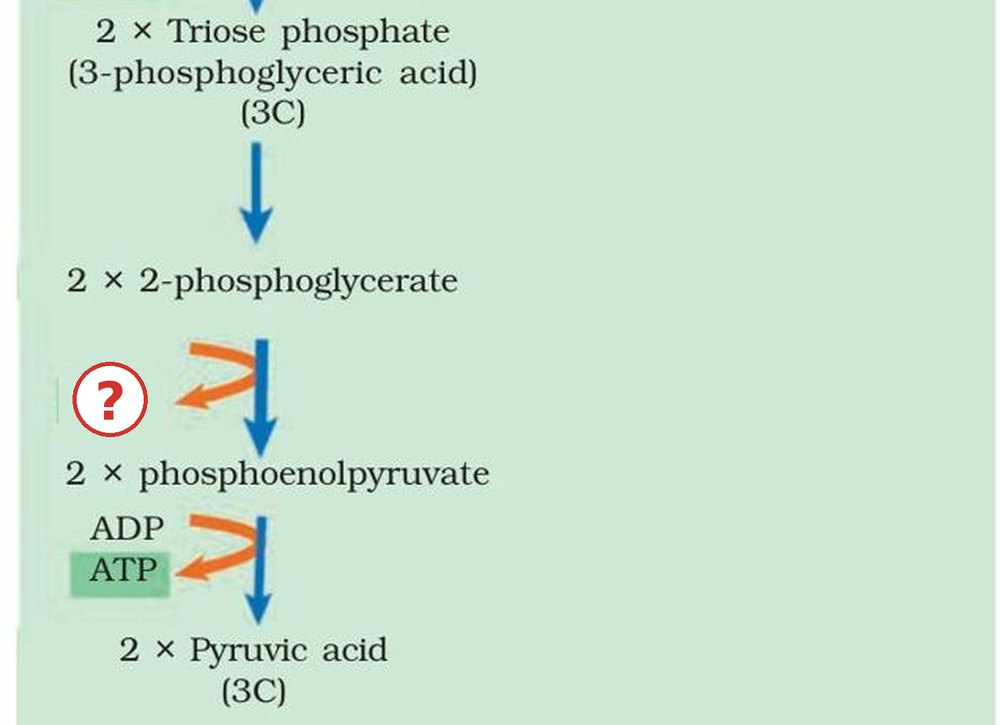 2 × Triose phosphate
(3-phosphoglyceric acid)
(3C)
2 × 2-phosphoglycerate
?
2 × phosphoenolpyruvate
ADP
ATP
2 × Pyruvic acid
(3C)